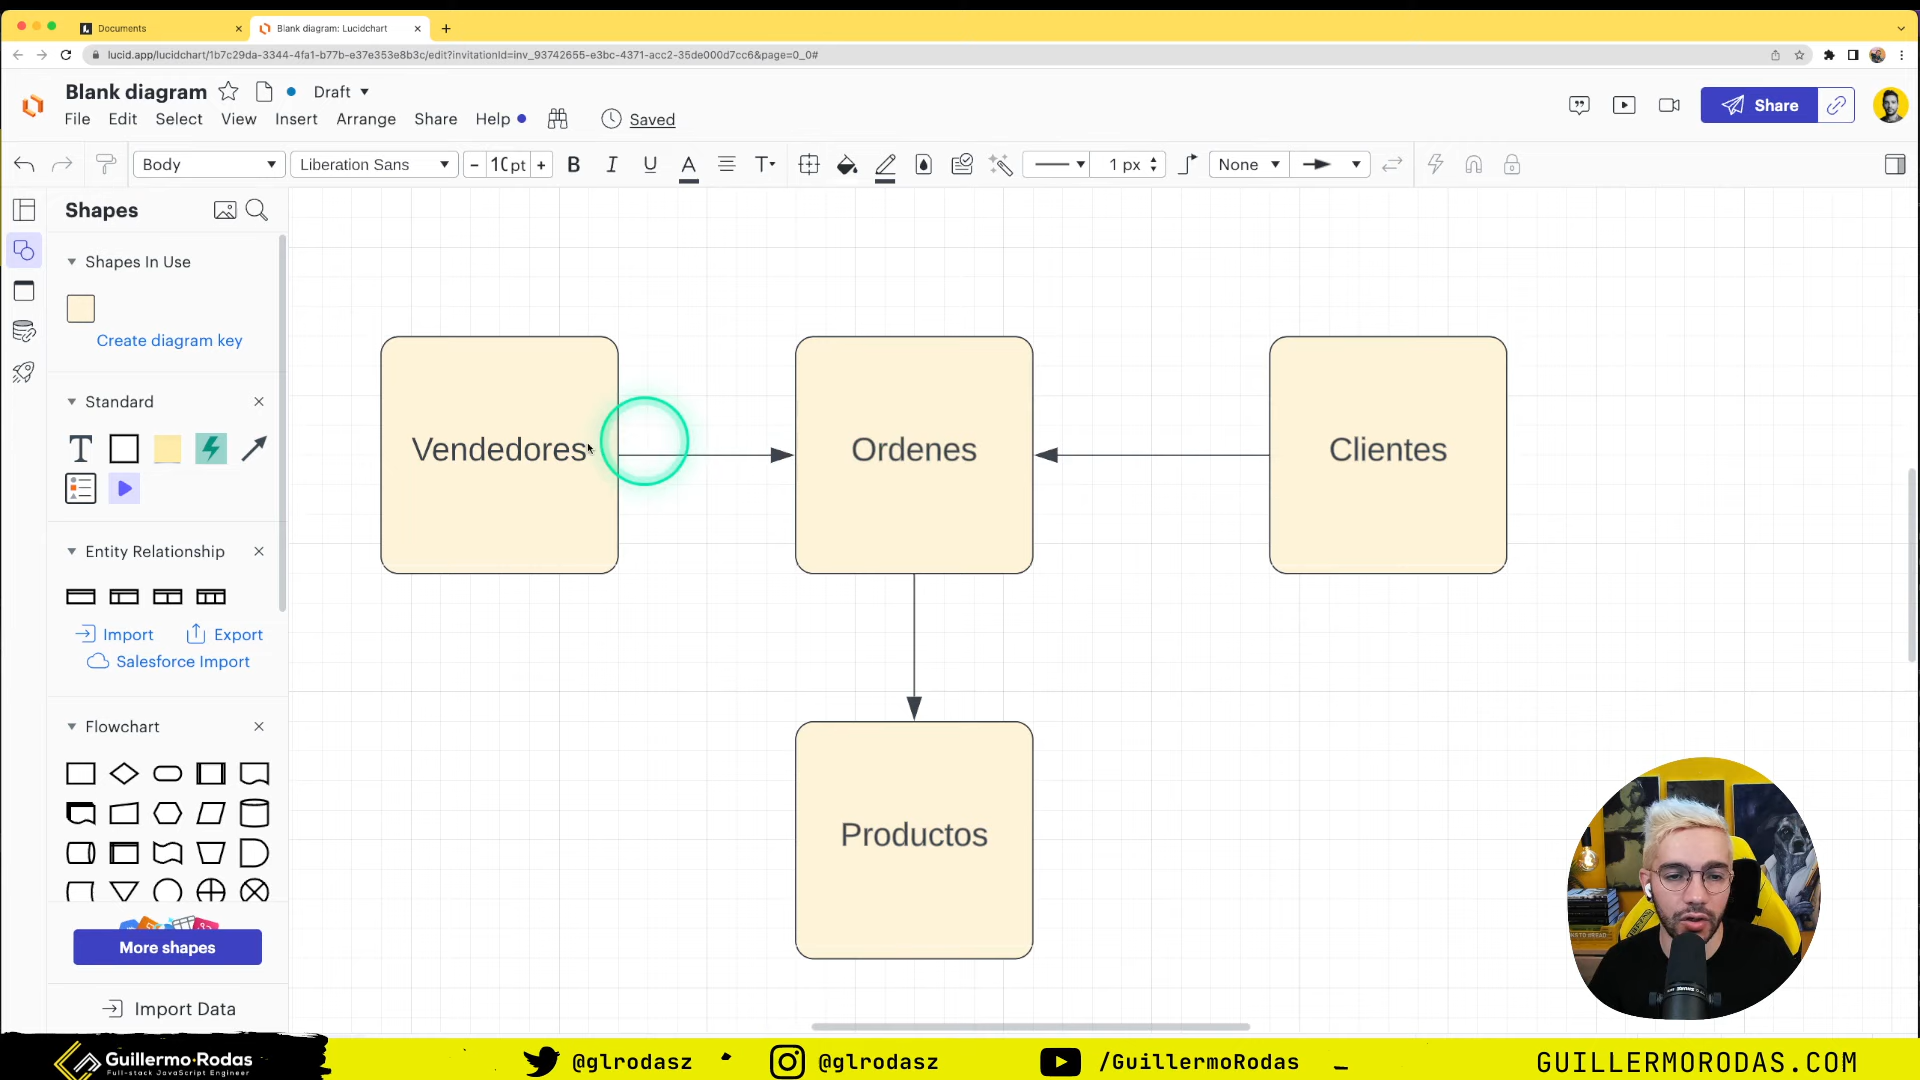 Documents
Blank diagram: Lucidchart
lucid.app/lucidchart/1b7c29da-3344-4fa1-b77b-e37e353e8b3c/edit?invitationId=inv_93742655-e3bc-4371-acc2-35de000d7cc6&page=0_0#
Blank diagram
Draft
File Edit Select View Insert Arrange Share Help
Saved
Share
Body
Liberation Sans
- 10 pt +
B I U A T
1 px
None
Shapes
Shapes In Use
Create diagram key
Standard
T
Entity Relationship
Import Export
Salesforce Import
Flowchart
More shapes
Import Data
Vendedores
Ordenes
Clientes
Productos
Guillermo Rodas
Full-stack JavaScript Engineer
@glrodasz
@glrodasz
/GuillermoRodas
GUILLERMORODAS.COM